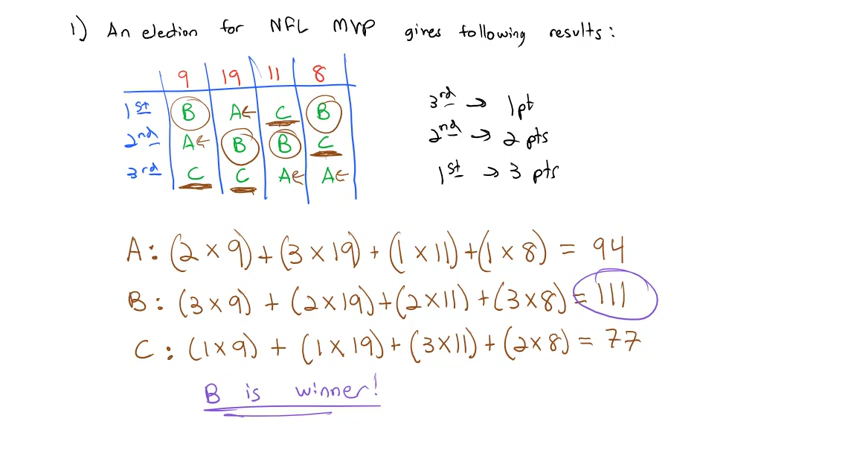 1) An election for NFL MVP gives following results:
9 19 11 8
1st B A← C B
2nd A← B B C
3rd C C A← A←
3rd → 1pt
2nd → 2 pts
1st → 3 pts
A: (2 × 9) + (3 × 19) + (1 × 11) + (1 × 8) = 94
B: (3 × 9) + (2 × 19) + (2 × 11) + (3 × 8) = 111
C: (1 × 9) + (1 × 19) + (3 × 11) + (2 × 8) = 77
B is winner!